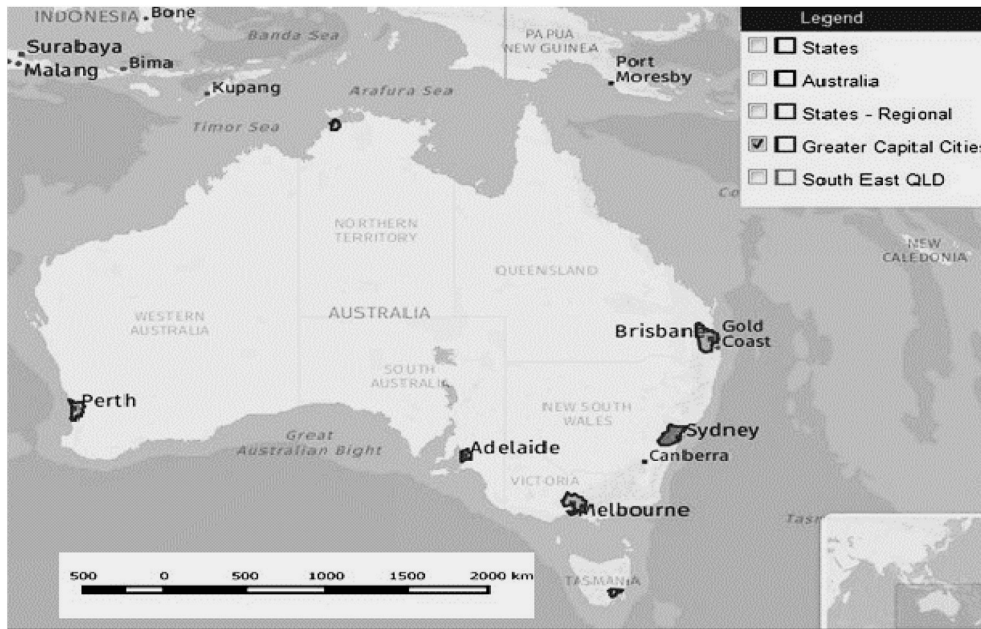 INDONESIA
Bone
Banda Sea
PAPUA
NEW GUINEA
Surabaya
Malang
Bima
Kupang
Arafura Sea
Port
Moresby
Timor Sea
Legend
States
Australia
States - Regional
Greater Capital Cities
South East QLD
Co
NEW
CALEDONIA
NORTHERN
TERRITORY
QUEENSLAND
WESTERN
AUSTRALIA
AUSTRALIA
Brisbane
Gold
Coast
SOUTH
AUSTRALIA
NEW SOUTH
WALES
Perth
Great
Australian Bight
Adelaide
Sydney
Canberra
VICTORIA
Melbourne
Tasm
TASMANIA
500 0 500 1000 1500 2000 km